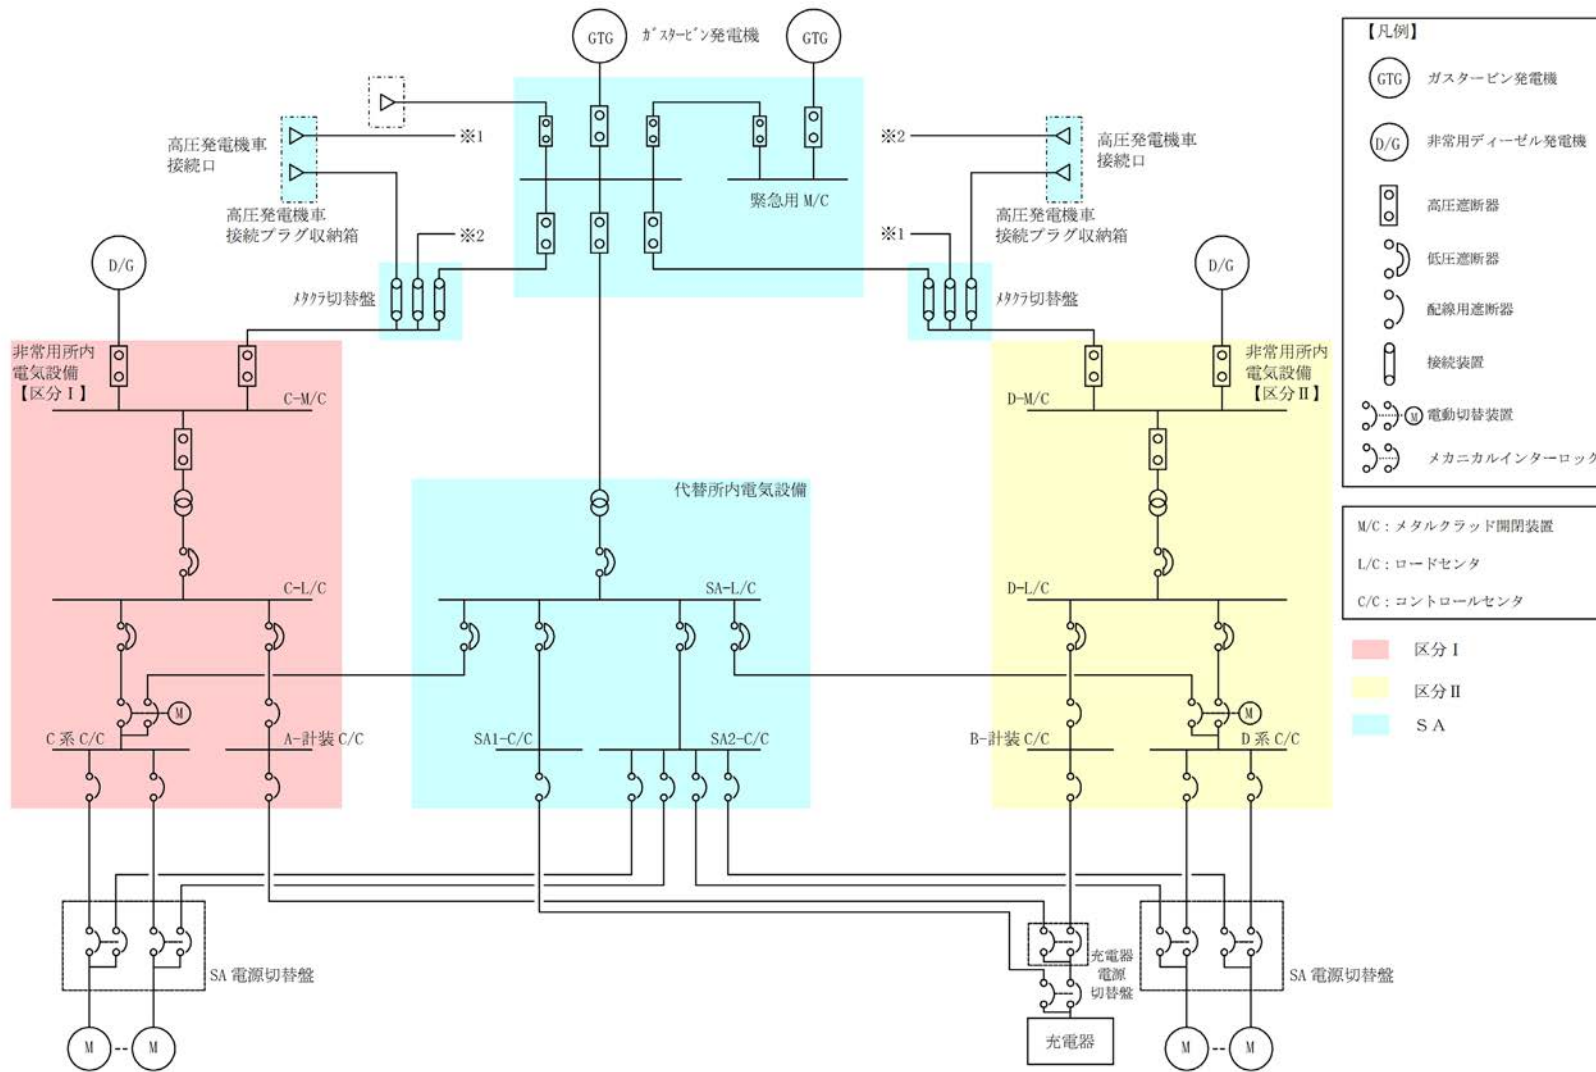 GTG
ガスタービン発電機
GTG
高圧発電機車
接続口
※1
※2
高圧発電機車
接続口
緊急用 M/C
高圧発電機車
接続プラグ収納箱
※2
※1
高圧発電機車
接続プラグ収納箱
D/G
D/G
メタクラ切替盤
メタクラ切替盤
非常用所内
電気設備
【区分Ⅰ】
C-M/C
D-M/C
非常用所内
電気設備
【区分Ⅱ】
代替所内電気設備
C-L/C
SA-L/C
D-L/C
M
M
C 系 C/C
A-計装 C/C
SA1-C/C
SA2-C/C
B-計装 C/C
D 系 C/C
SA 電源切替盤
充電器
電源
切替盤
SA 電源切替盤
M
M
充電器
M
M
【凡例】
GTG
ガスタービン発電機
D/G
非常用ディーゼル発電機
高圧遮断器
低圧遮断器
配線用遮断器
接続装置
M
電動切替装置
メカニカルインターロック
M/C：メタルクラッド開閉装置
L/C：ロードセンタ
C/C：コントロールセンタ
区分Ⅰ
区分Ⅱ
ＳＡ